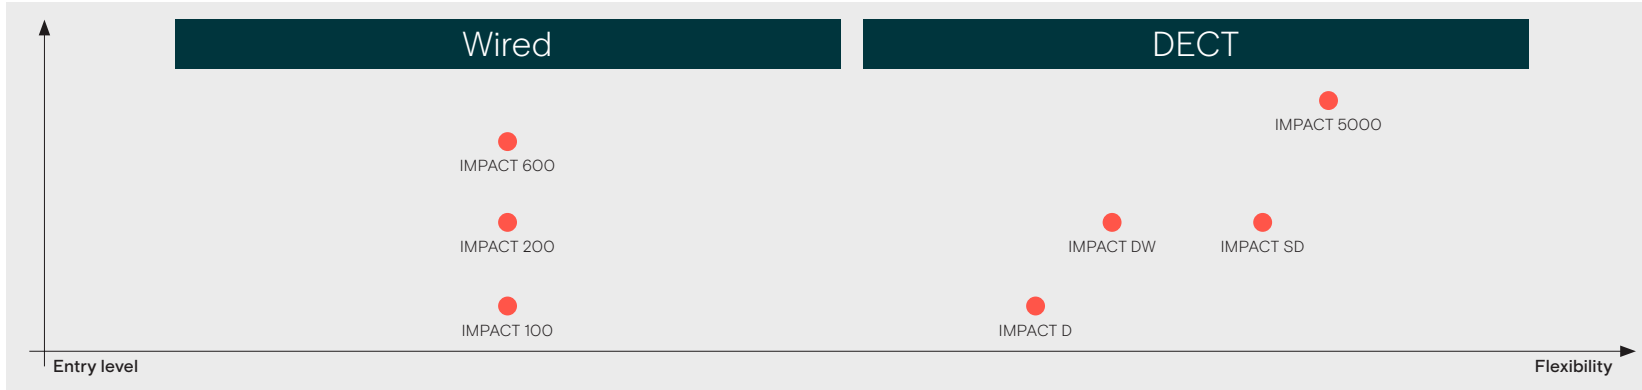 Wired
DECT
IMPACT 5000
IMPACT 600
IMPACT 200
IMPACT DW
IMPACT SD
IMPACT 100
IMPACT D
Entry level
Flexibility